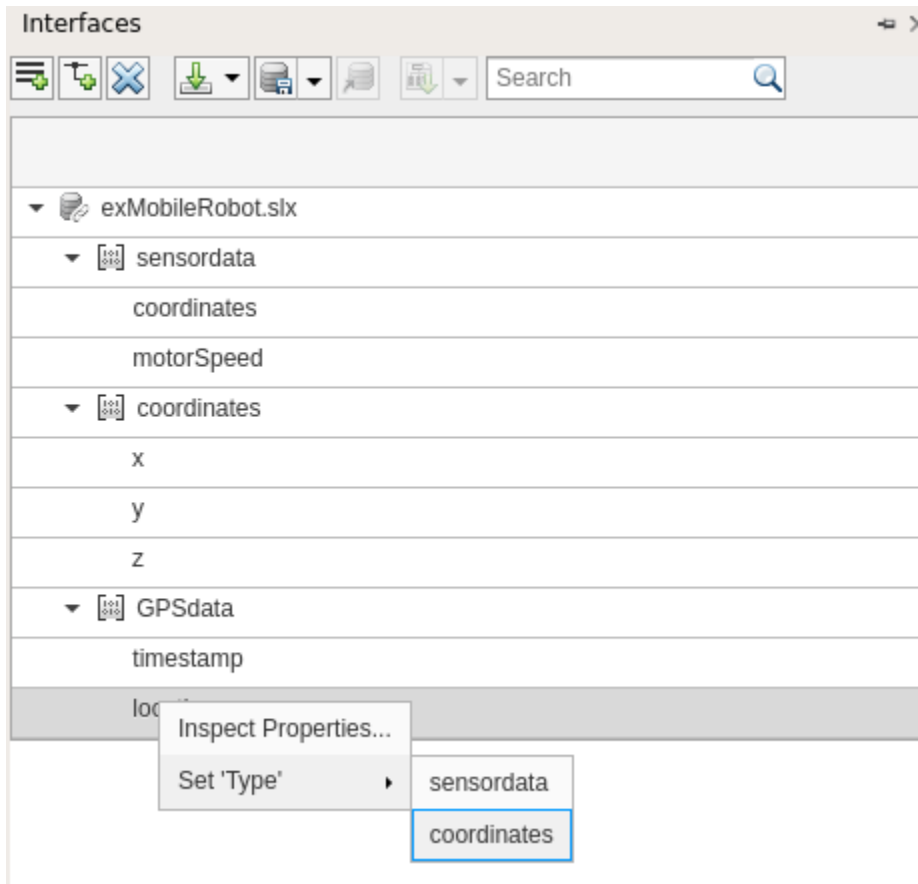 Interfaces
Search
exMobileRobot.slx
sensordata
coordinates
motorSpeed
coordinates
x
y
z
GPSdata
timestamp
Inspect Properties...
Set 'Type'
sensordata
coordinates